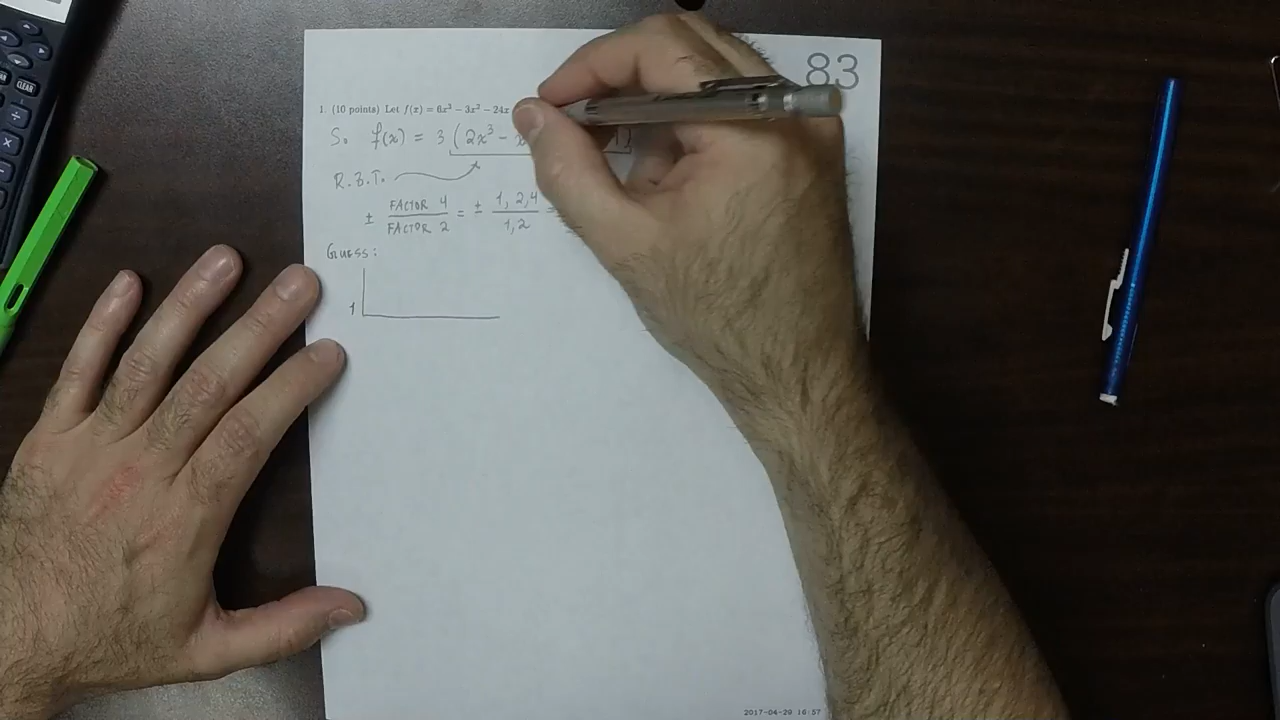 83
1. (10 points) Let f(x) = 6x³ − 3x² − 24x
So f(x) = 3 (2x³ −
R.Z.T.
± FACTOR 4 / FACTOR 2 = ± 1, 2, 4 / 1, 2
GUESS:
1
CLEAR
2017-04-29 16:57